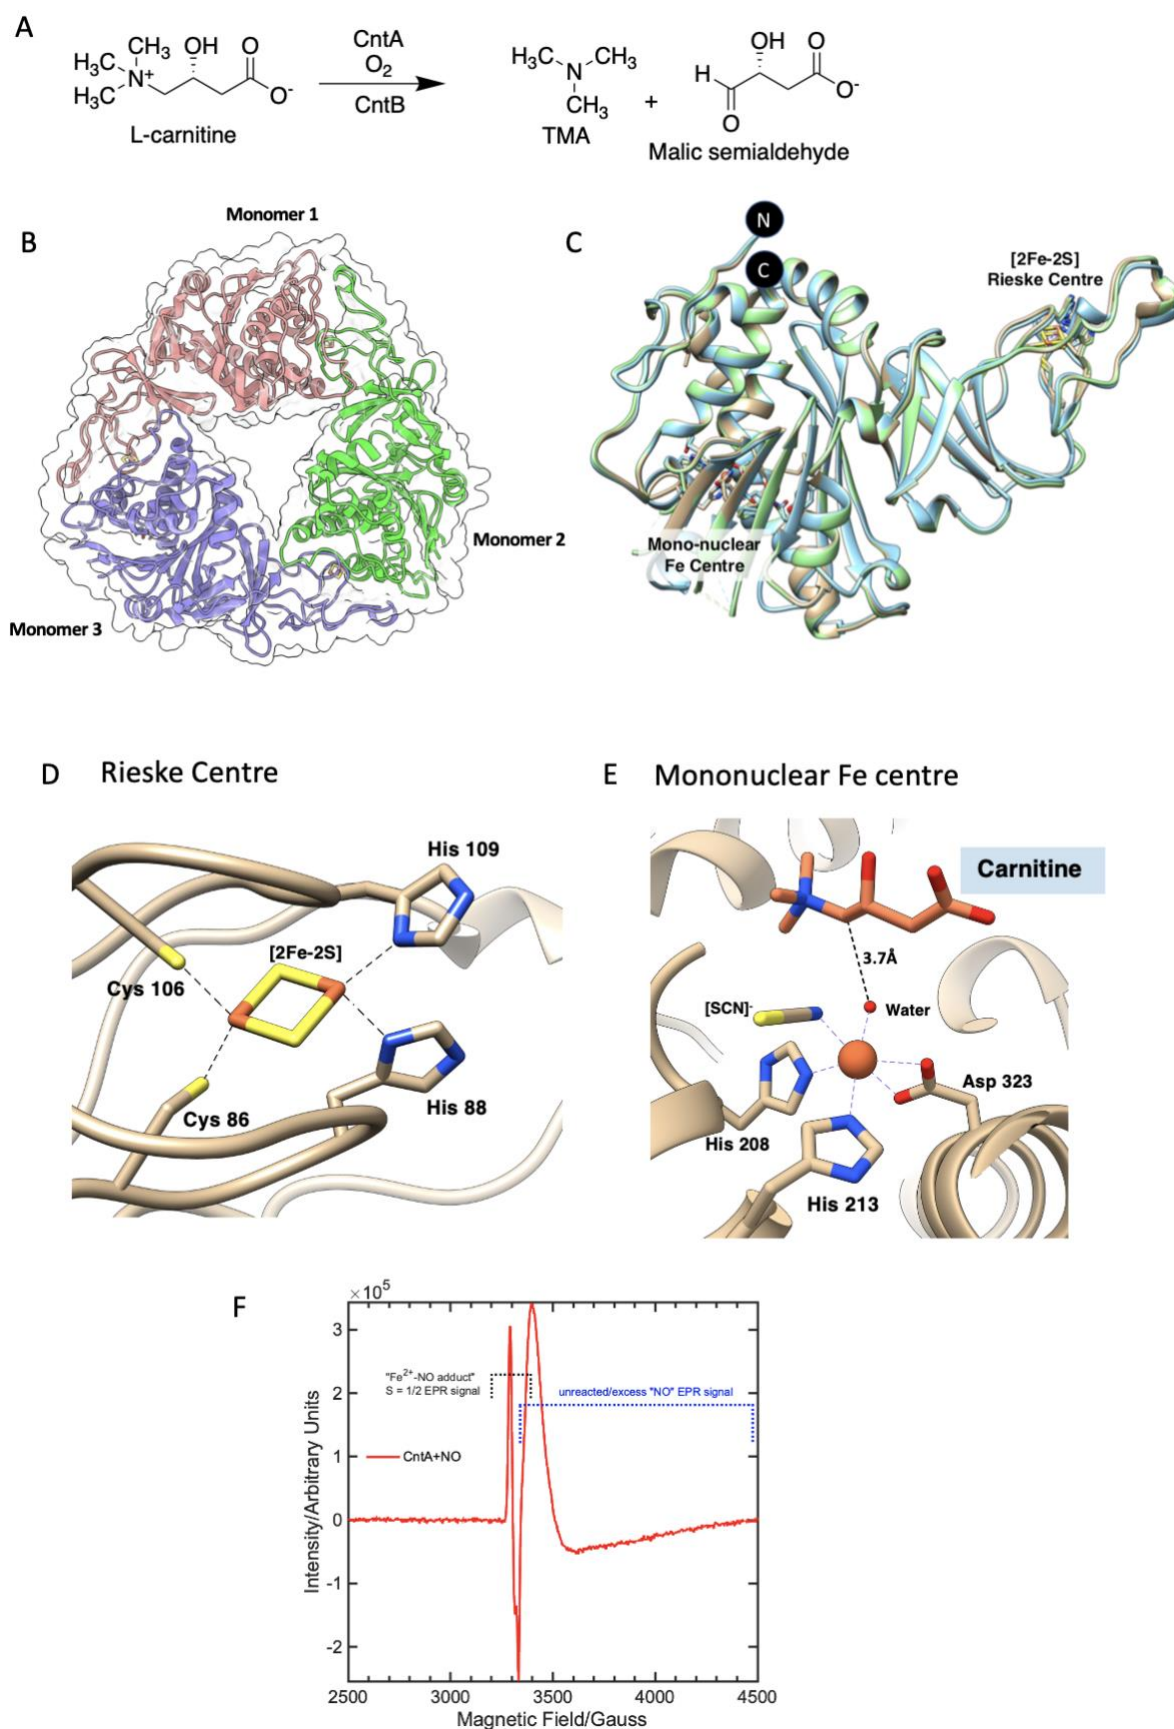 A
H₃C
CH₃
OH
O
N⁺
H₃C
O⁻
L-carnitine
CntA
O₂
CntB
H₃C
CH₃
N
CH₃
TMA
+
OH
O
H
O⁻
O
Malic semialdehyde
B
Monomer 1
Monomer 2
Monomer 3
C
N
C
[2Fe-2S]
Rieske Centre
Mono-nuclear
Fe Centre
D Rieske Centre
His 109
[2Fe-2S]
Cys 106
Cys 86
His 88
E Mononuclear Fe centre
Carnitine
3.7Å
[SCN]⁻
Water
Asp 323
His 208
His 213
F
×10⁵
3
2
1
0
-1
-2
Intensity/Arbitrary Units
"Fe²⁺-NO adduct"
S = 1/2 EPR signal
unreacted/excess "NO" EPR signal
CntA+NO
2500 3000 3500 4000 4500
Magnetic Field/Gauss